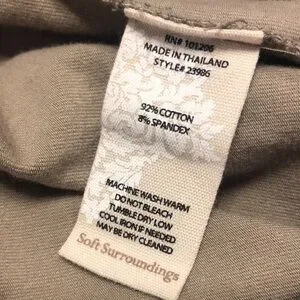 RN# 101206
MADE IN THAILAND
STYLE# 23986
92% COTTON
8% SPANDEX
MACHINE WASH WARM
DO NOT BLEACH
TUMBLE DRY LOW
COOL IRON IF NEEDED
MAY BE DRY CLEANED
Soft Surroundings